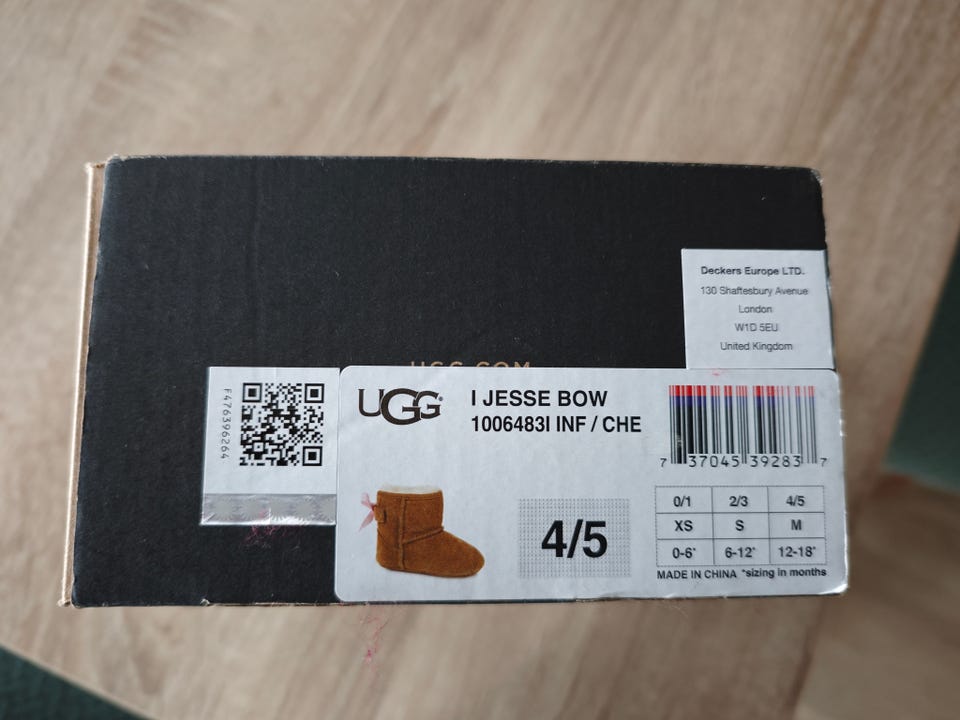 Deckers Europe LTD.
130 Shaftesbury Avenue
London
W1D 5EU
United Kingdom
UGG.COM
F476396264
UGG®
I JESSE BOW
1006483I INF / CHE
7 37045 39283 7
4/5
0/1 2/3 4/5
XS S M
0-6* 6-12* 12-18*
MADE IN CHINA *sizing in months